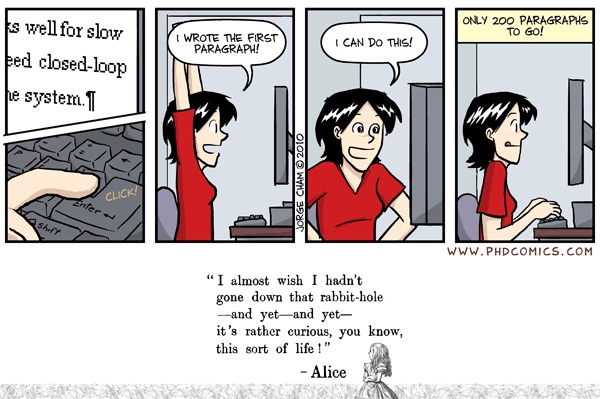 ks well for slow
eed closed-loop
e system.¶
CLICK!
Enter
Shift
I WROTE THE FIRST
PARAGRAPH!
I CAN DO THIS!
JORGE CHAM © 2010
ONLY 200 PARAGRAPHS
TO GO!
WWW.PHDCOMICS.COM
"I almost wish I hadn't
gone down that rabbit-hole
—and yet—and yet—
it's rather curious, you know,
this sort of life!"
- Alice